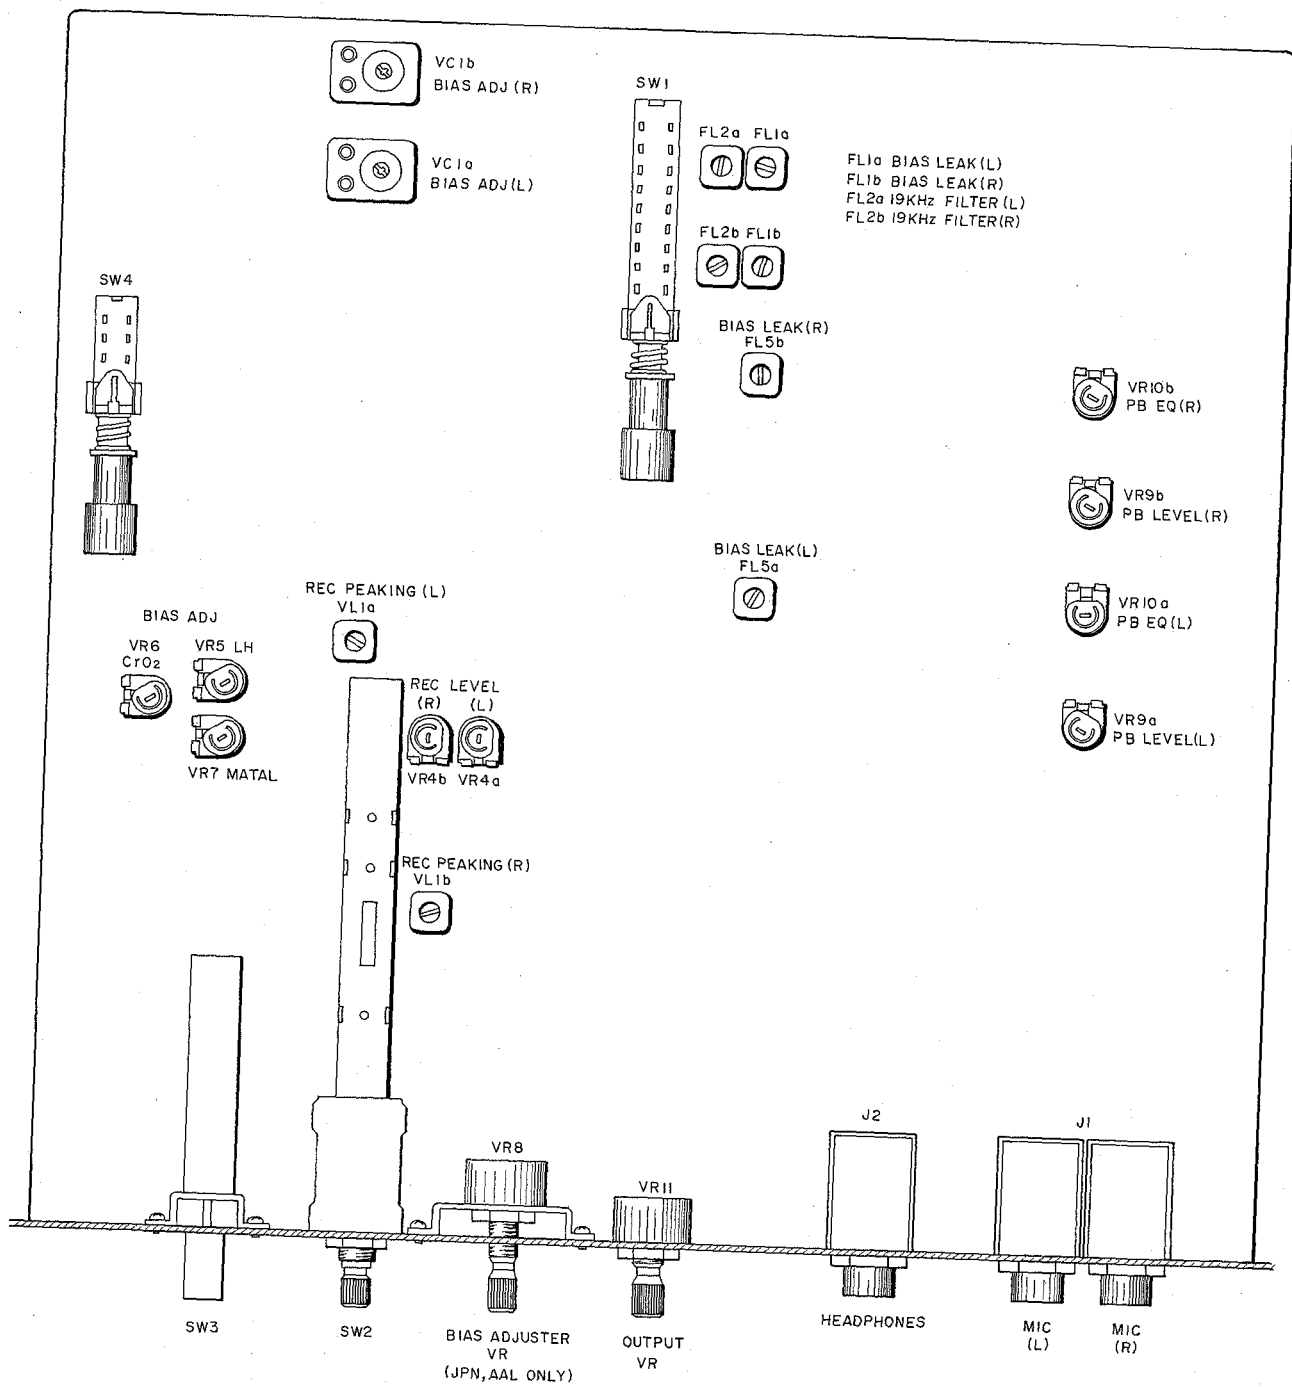 VC1b
BIAS ADJ (R)
SW1
FL2a FL1a
VC1a
BIAS ADJ(L)
FL1a BIAS LEAK(L)
FL1b BIAS LEAK(R)
FL2a 19KHz FILTER(L)
FL2b 19KHz FILTER(R)
FL2b FL1b
SW4
BIAS LEAK(R)
FL5b
VR10b
PB EQ(R)
VR9b
PB LEVEL(R)
BIAS LEAK(L)
FL5a
REC PEAKING (L)
VL1a
VR10a
PB EQ(L)
BIAS ADJ
VR6
CrO2
VR5 LH
REC LEVEL
(R) (L)
VR9a
PB LEVEL(L)
VR7 MATAL
VR4b VR4a
REC PEAKING (R)
VL1b
J2
J1
VR8
VR11
SW3
SW2
BIAS ADJUSTER
VR
(JPN,AAL ONLY)
OUTPUT
VR
HEADPHONES
MIC
(L)
MIC
(R)